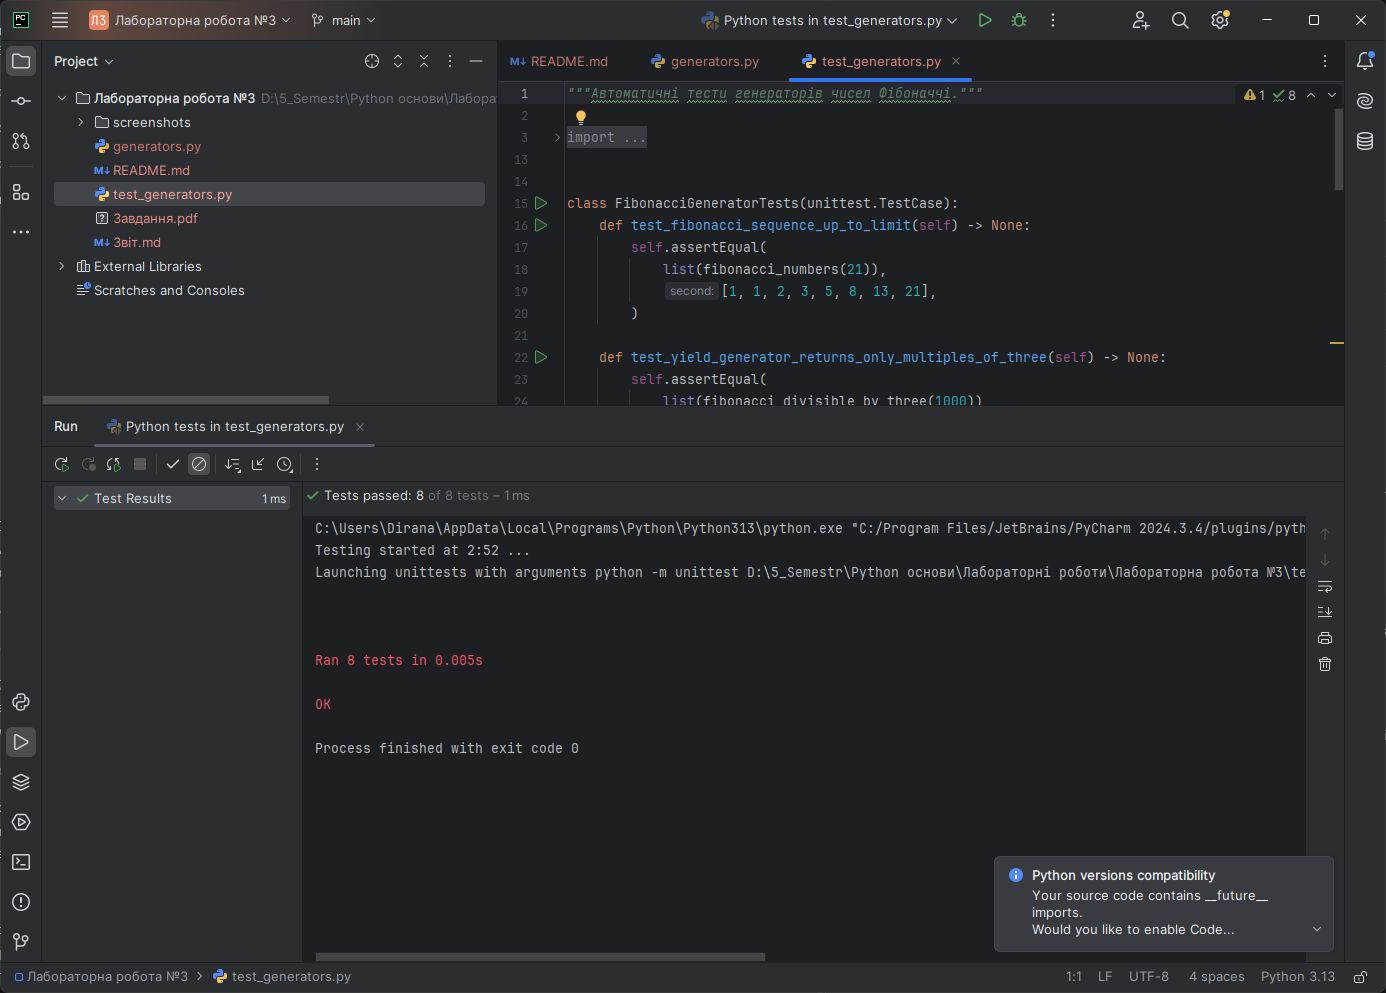 PC
ЛЗ Лабораторна робота №3 main Python tests in test_generators.py
Project
README.md generators.py test_generators.py
Лабораторна робота №3 D:\5_Semestr\Python основи\Лабора
screenshots
generators.py
M↓ README.md
test_generators.py
Завдання.pdf
M↓ Звіт.md
External Libraries
Scratches and Consoles
1 """Автоматичні тести генераторів чисел Фібоначчі.""" 1 8
2
3 import ...
13
14
15 class FibonacciGeneratorTests(unittest.TestCase):
16 def test_fibonacci_sequence_up_to_limit(self) -> None:
17 self.assertEqual(
18 list(fibonacci_numbers(21)),
19 second: [1, 1, 2, 3, 5, 8, 13, 21],
20 )
21
22 def test_yield_generator_returns_only_multiples_of_three(self) -> None:
23 self.assertEqual(
24 list(fibonacci_divisible_by_three(1000))
Run Python tests in test_generators.py
Test Results 1 ms
Tests passed: 8 of 8 tests – 1 ms
C:\Users\Dirana\AppData\Local\Programs\Python\Python313\python.exe "C:/Program Files/JetBrains/PyCharm 2024.3.4/plugins/pyth
Testing started at 2:52 ...
Launching unittests with arguments python -m unittest D:\5_Semestr\Python основи\Лабораторні роботи\Лабораторна робота №3\te
Ran 8 tests in 0.005s
OK
Process finished with exit code 0
Python versions compatibility
Your source code contains __future__
imports.
Would you like to enable Code...
Лабораторна робота №3 > test_generators.py 1:1 LF UTF-8 4 spaces Python 3.13